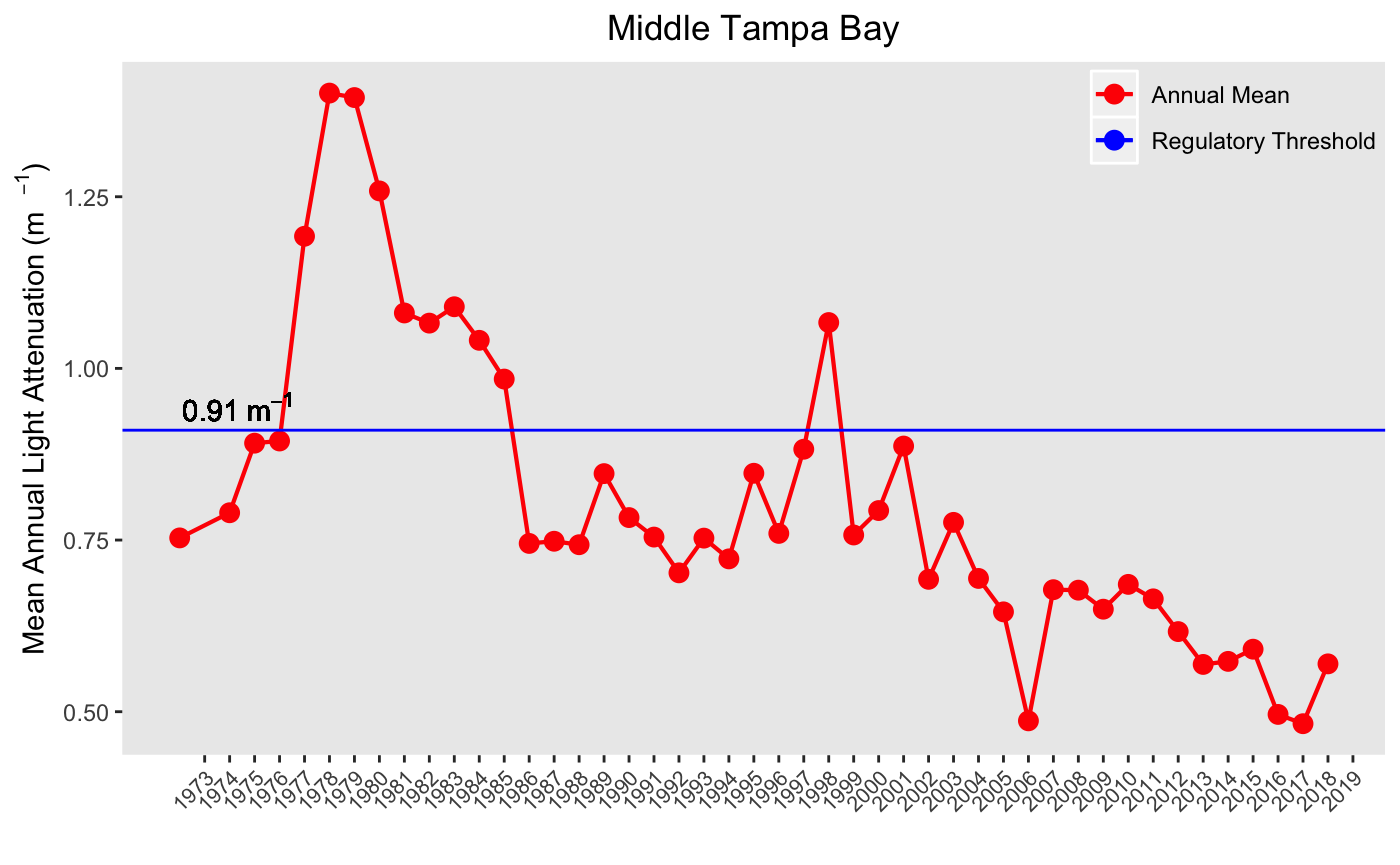 Middle Tampa Bay
Annual Mean
Regulatory Threshold
Mean Annual Light Attenuation (m ⁻¹)
1.25
1.00
0.75
0.50
0.91 m⁻¹
1973 1974 1975 1976 1977 1978 1979 1980 1981 1982 1983 1984 1985 1986 1987 1988 1989 1990 1991 1992 1993 1994 1995 1996 1997 1998 1999 2000 2001 2002 2003 2004 2005 2006 2007 2008 2009 2010 2011 2012 2013 2014 2015 2016 2017 2018 2019